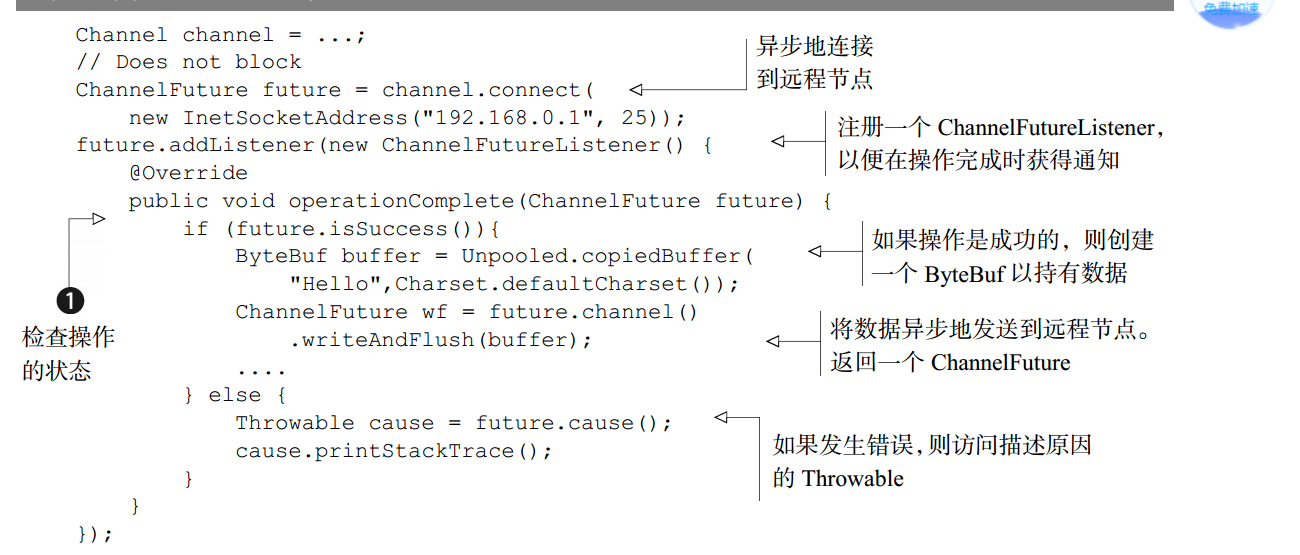 免费加速
Channel channel = ...;
// Does not block
ChannelFuture future = channel.connect(
new InetSocketAddress("192.168.0.1", 25));
异步地连接
到远程节点
future.addListener(new ChannelFutureListener() {
注册一个 ChannelFutureListener,
以便在操作完成时获得通知
@Override
public void operationComplete(ChannelFuture future) {
❶
检查操作
的状态
if (future.isSuccess()){
ByteBuf buffer = Unpooled.copiedBuffer(
"Hello",Charset.defaultCharset());
如果操作是成功的，则创建
一个 ByteBuf 以持有数据
ChannelFuture wf = future.channel()
.writeAndFlush(buffer);
将数据异步地发送到远程节点。
返回一个 ChannelFuture
....
} else {
Throwable cause = future.cause();
cause.printStackTrace();
如果发生错误，则访问描述原因
的 Throwable
}
}
});